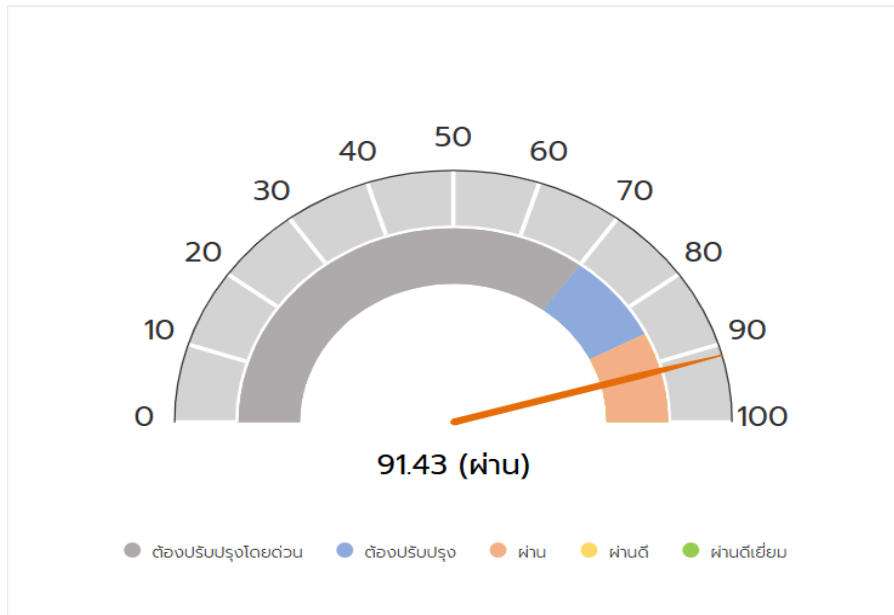 50
40
60
30
70
20
80
10
90
0
100
91.43 (ผ่าน)
ต้องปรับปรุงโดยด่วน
ต้องปรับปรุง
ผ่าน
ผ่านดี
ผ่านดีเยี่ยม